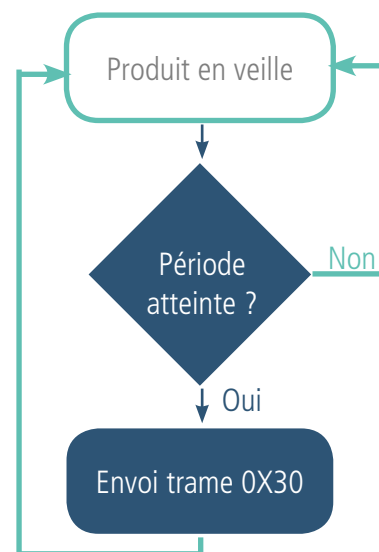 Produit en veille
Période
atteinte ?
Non
Oui
Envoi trame 0X30